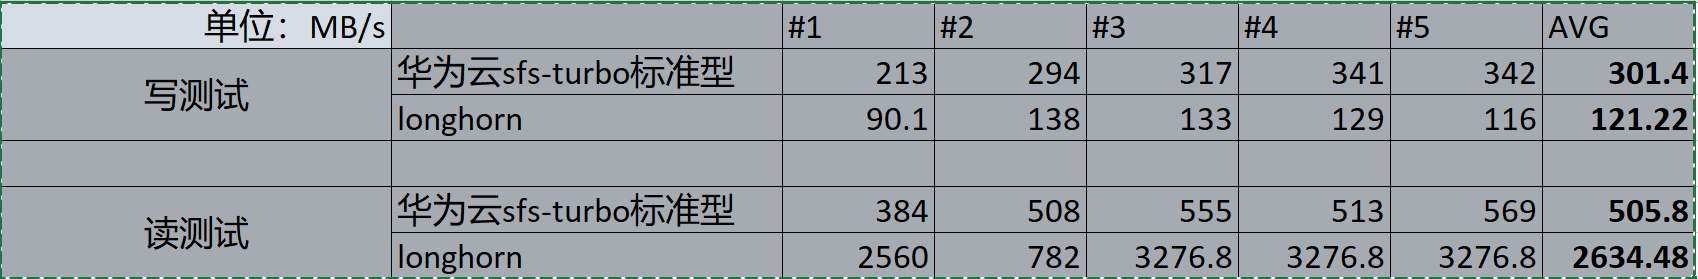 单位：MB/s #1 #2 #3 #4 #5 AVG
写测试 华为云sfs-turbo标准型 213 294 317 341 342 301.4
longhorn 90.1 138 133 129 116 121.22
读测试 华为云sfs-turbo标准型 384 508 555 513 569 505.8
longhorn 2560 782 3276.8 3276.8 3276.8 2634.48